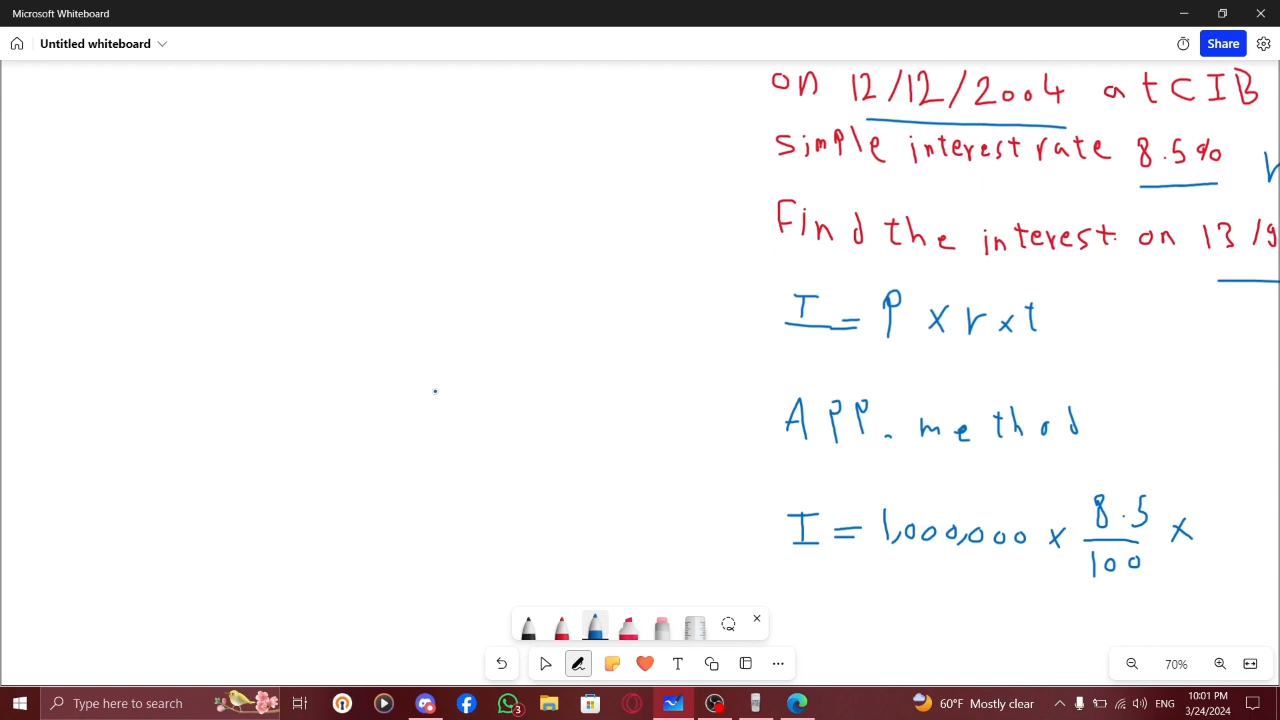 Microsoft Whiteboard
Untitled whiteboard
Share
on 12/12/2004 at CIB
simple interest rate 8.5%
Find the interest on 13/9
I = P x r x t
APP. method
I = 1,000,000 x 8.5/100 x
T
70%
Type here to search
3
60°F Mostly clear
ENG
10:01 PM
3/24/2024